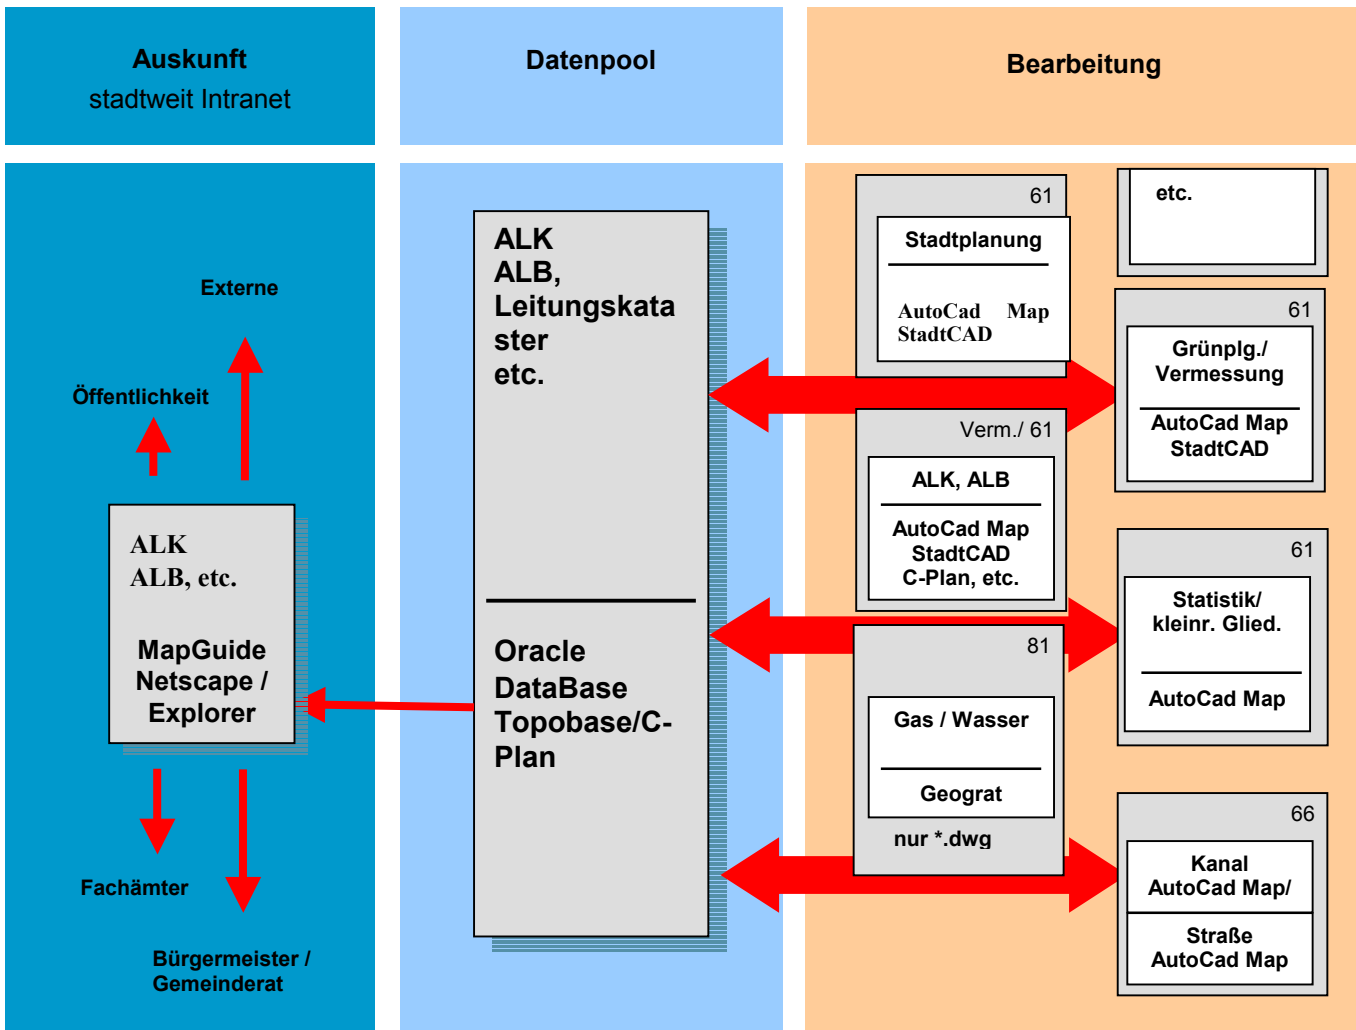 Auskunft
stadtweit Intranet
Datenpool
Bearbeitung
Externe
Öffentlichkeit
ALK
ALB, etc.
MapGuide
Netscape /
Explorer
Fachämter
Bürgermeister /
Gemeinderat
ALK
ALB,
Leitungskata
ster
etc.
Oracle
DataBase
Topobase/C-
Plan
61
Stadtplanung
AutoCad Map
StadtCAD
Verm./ 61
ALK, ALB
AutoCad Map
StadtCAD
C-Plan, etc.
81
Gas / Wasser
Geograt
nur *.dwg
etc.
61
Grünplg./
Vermessung
AutoCad Map
StadtCAD
61
Statistik/
kleinr. Glied.
AutoCad Map
66
Kanal
AutoCad Map/
Straße
AutoCad Map